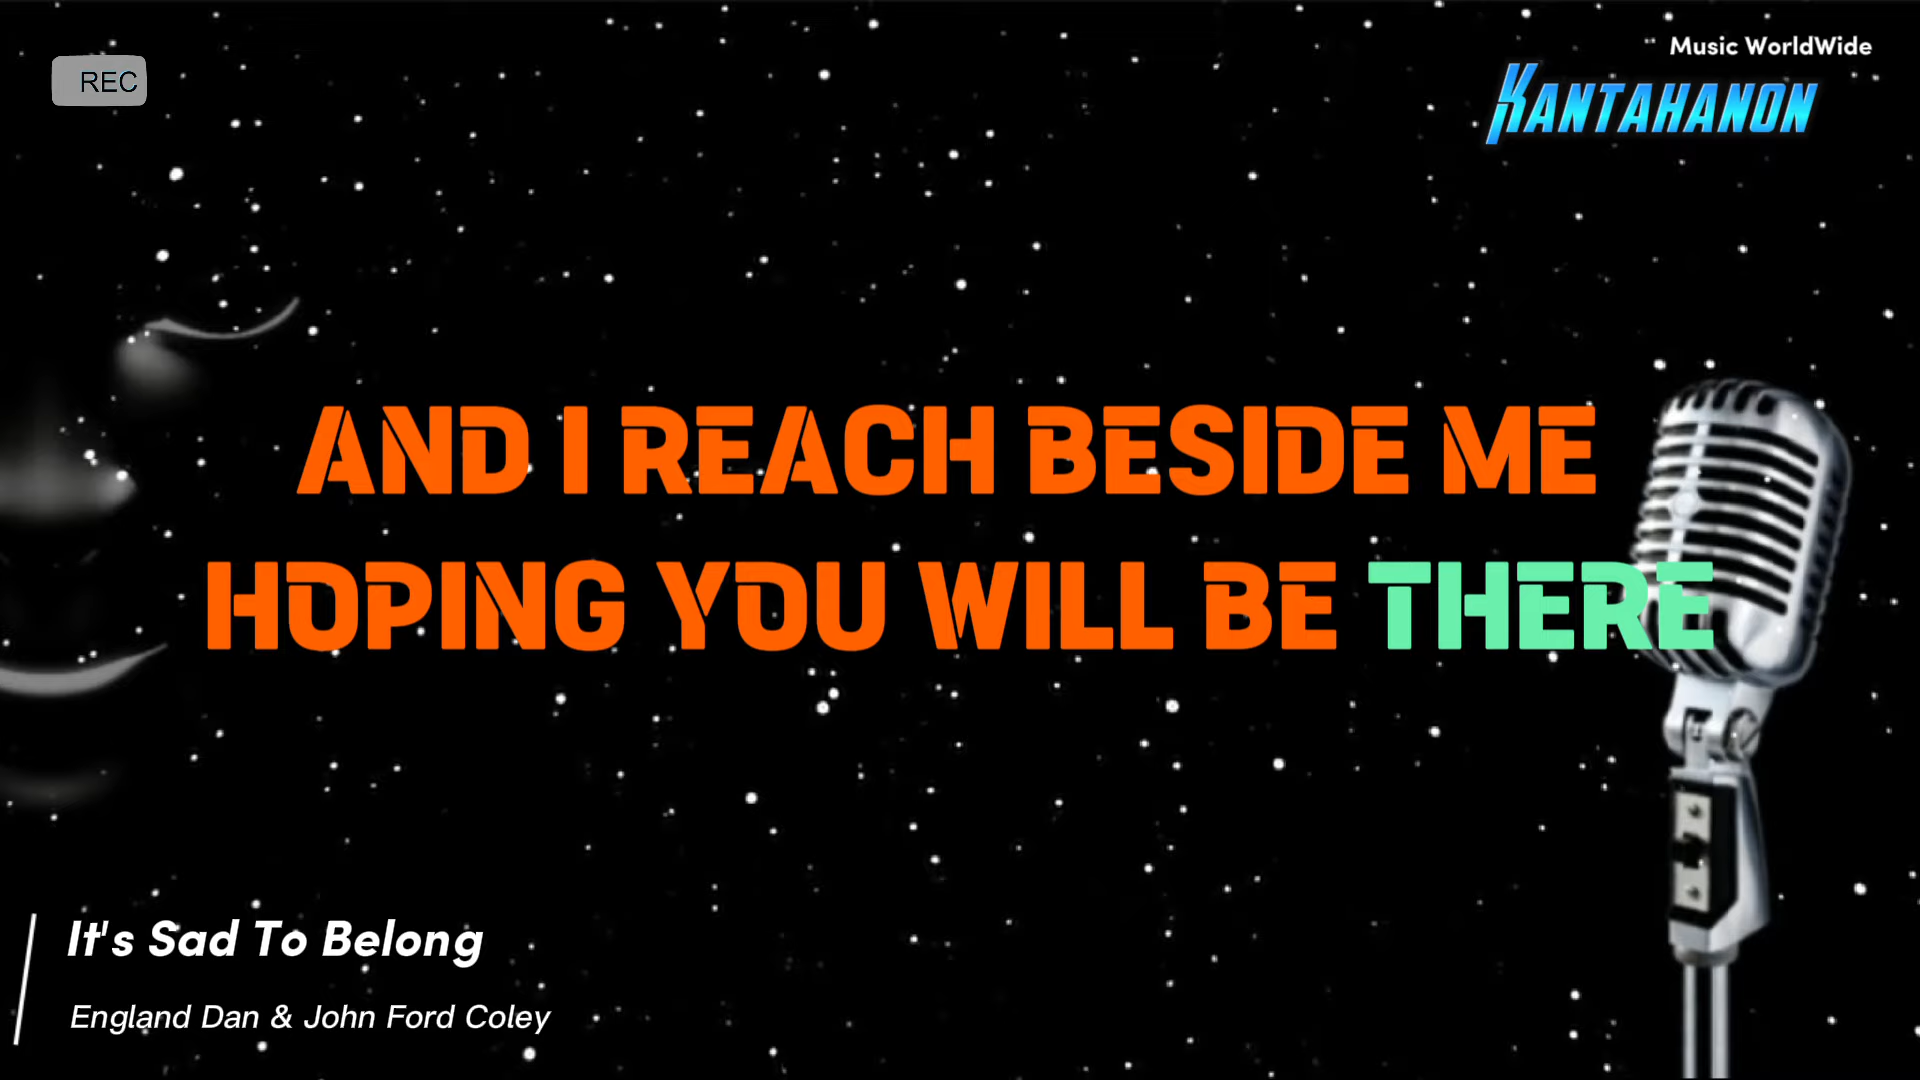 REC
Music WorldWide
KANTAHANON
AND I REACH BESIDE ME
HOPING YOU WILL BE THERE
It's Sad To Belong
England Dan & John Ford Coley